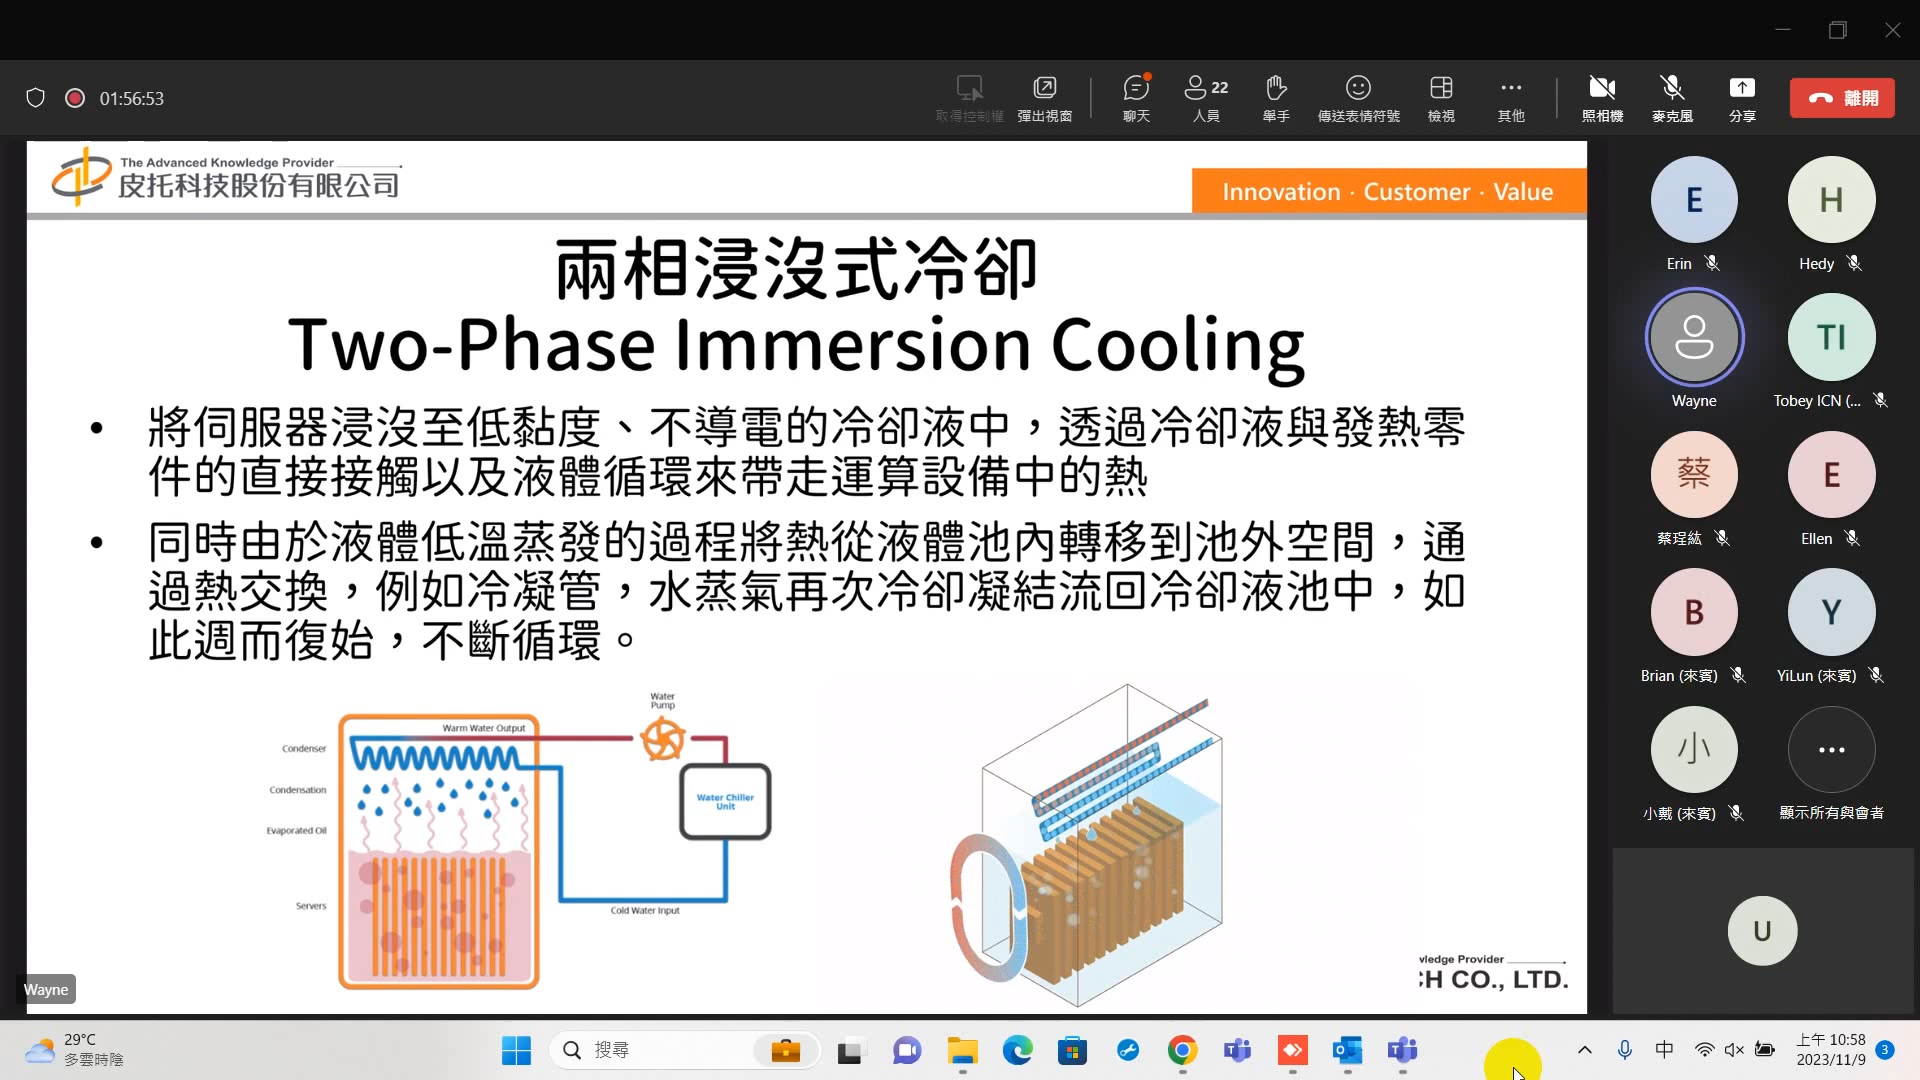 01:56:53
取得控制權
彈出視窗
聊天
22
人員
舉手
傳送表情符號
檢視
其他
照相機
麥克風
分享
離開
The Advanced Knowledge Provider
皮托科技股份有限公司
Innovation · Customer · Value
兩相浸沒式冷卻
Two-Phase Immersion Cooling
• 將伺服器浸沒至低黏度、不導電的冷卻液中，透過冷卻液與發熱零
件的直接接觸以及液體循環來帶走運算設備中的熱
• 同時由於液體低溫蒸發的過程將熱從液體池內轉移到池外空間，通
過熱交換，例如冷凝管，水蒸氣再次冷卻凝結流回冷卻液池中，如
此週而復始，不斷循環。
Water
Pump
Warm Water Output
Condenser
Condensation
Evaporated Oil
Servers
Water Chiller
Unit
Cold Water Input
wledge Provider
CH CO., LTD.
Wayne
E
Erin
H
Hedy
Wayne
TI
Tobey ICN (...
蔡
蔡珵紘
E
Ellen
B
Brian (來賓)
Y
YiLun (來賓)
小
小戴 (來賓)
顯示所有與會者
U
29°C
多雲時陰
搜尋
中
上午 10:58
2023/11/9
3